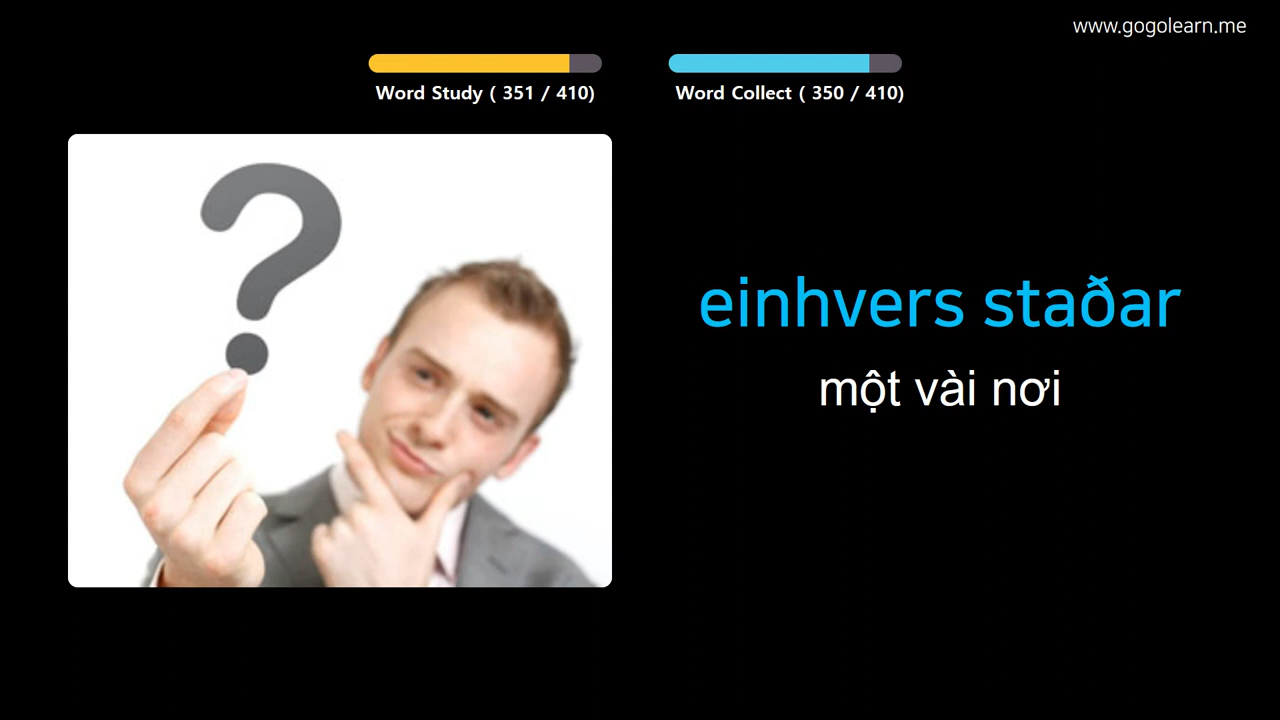 www.gogolearn.me
Word Study ( 351 / 410)
Word Collect ( 350 / 410)
?
einhvers staðar
một vài nơi